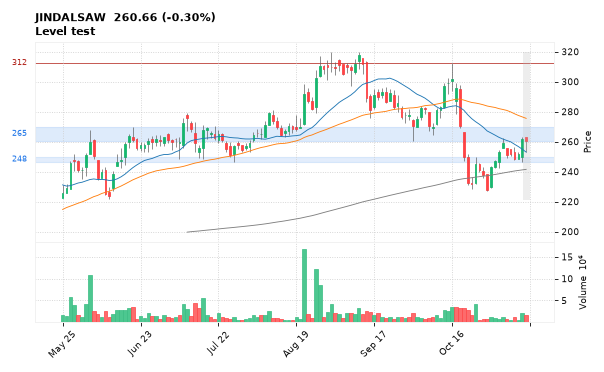 JINDALSAW 260.66 (-0.30%)
Level test
312
265
248
320
300
280
260
240
220
200
Price
15
10
5
Volume 10⁴
May 25
Jun 23
Jul 22
Aug 19
Sep 17
Oct 16